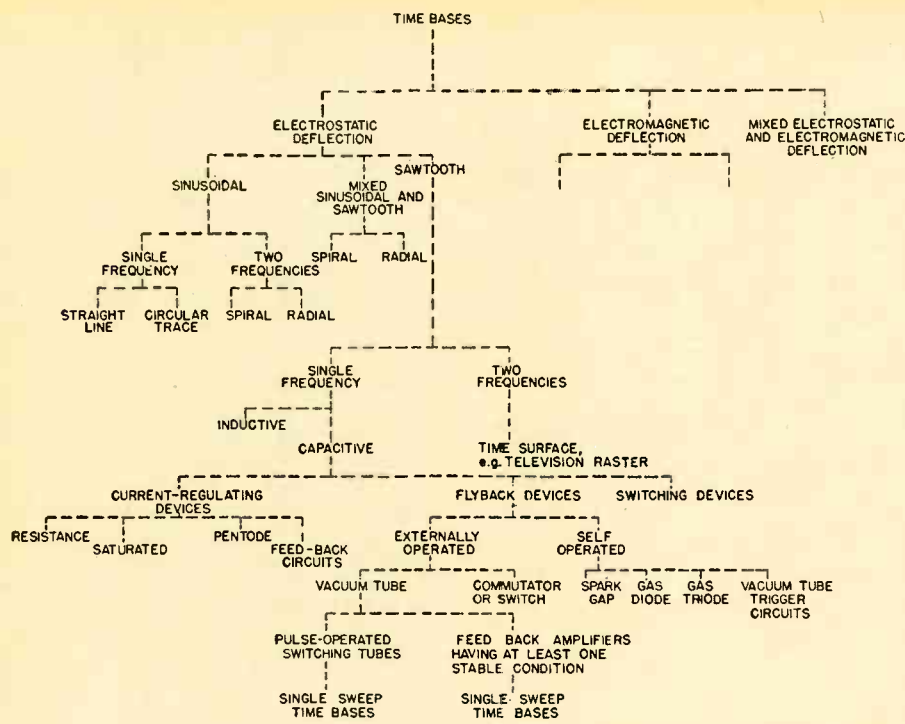 TIME BASES
ELECTROSTATIC
DEFLECTION
ELECTROMAGNETIC
DEFLECTION
MIXED ELECTROSTATIC
AND ELECTROMAGNETIC
DEFLECTION
SINUSOIDAL
MIXED
SINUSOIDAL AND
SAWTOOTH
SAWTOOTH
SINGLE
FREQUENCY
TWO
FREQUENCIES
SPIRAL
RADIAL
STRAIGHT
LINE
CIRCULAR
TRACE
SPIRAL
RADIAL
SINGLE
FREQUENCY
TWO
FREQUENCIES
INDUCTIVE
CAPACITIVE
TIME SURFACE,
e.g. TELEVISION RASTER
CURRENT-REGULATING
DEVICES
FLYBACK DEVICES
SWITCHING DEVICES
RESISTANCE
SATURATED
PENTODE
FEED-BACK
CIRCUITS
EXTERNALLY
OPERATED
SELF
OPERATED
VACUUM TUBE
COMMUTATOR
OR SWITCH
SPARK
GAP
GAS
DIODE
GAS
TRIODE
VACUUM TUBE
TRIGGER
CIRCUITS
PULSE-OPERATED
SWITCHING TUBES
FEED BACK AMPLIFIERS
HAVING AT LEAST ONE
STABLE CONDITION
SINGLE SWEEP
TIME BASES
SINGLE SWEEP
TIME BASES